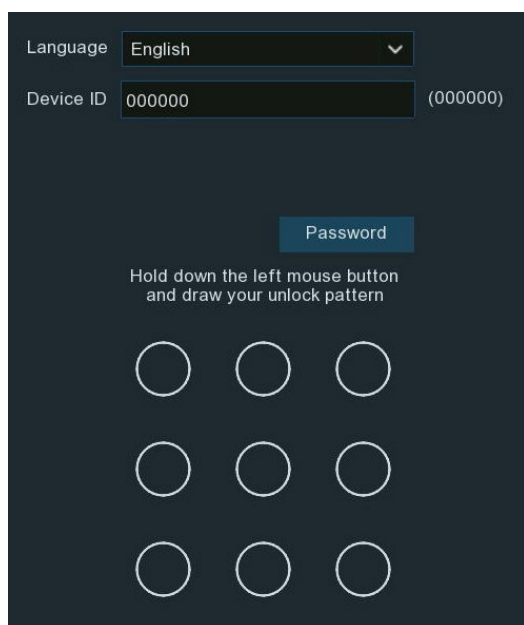 Language English
Device ID 000000 (000000)
Password
Hold down the left mouse button
and draw your unlock pattern